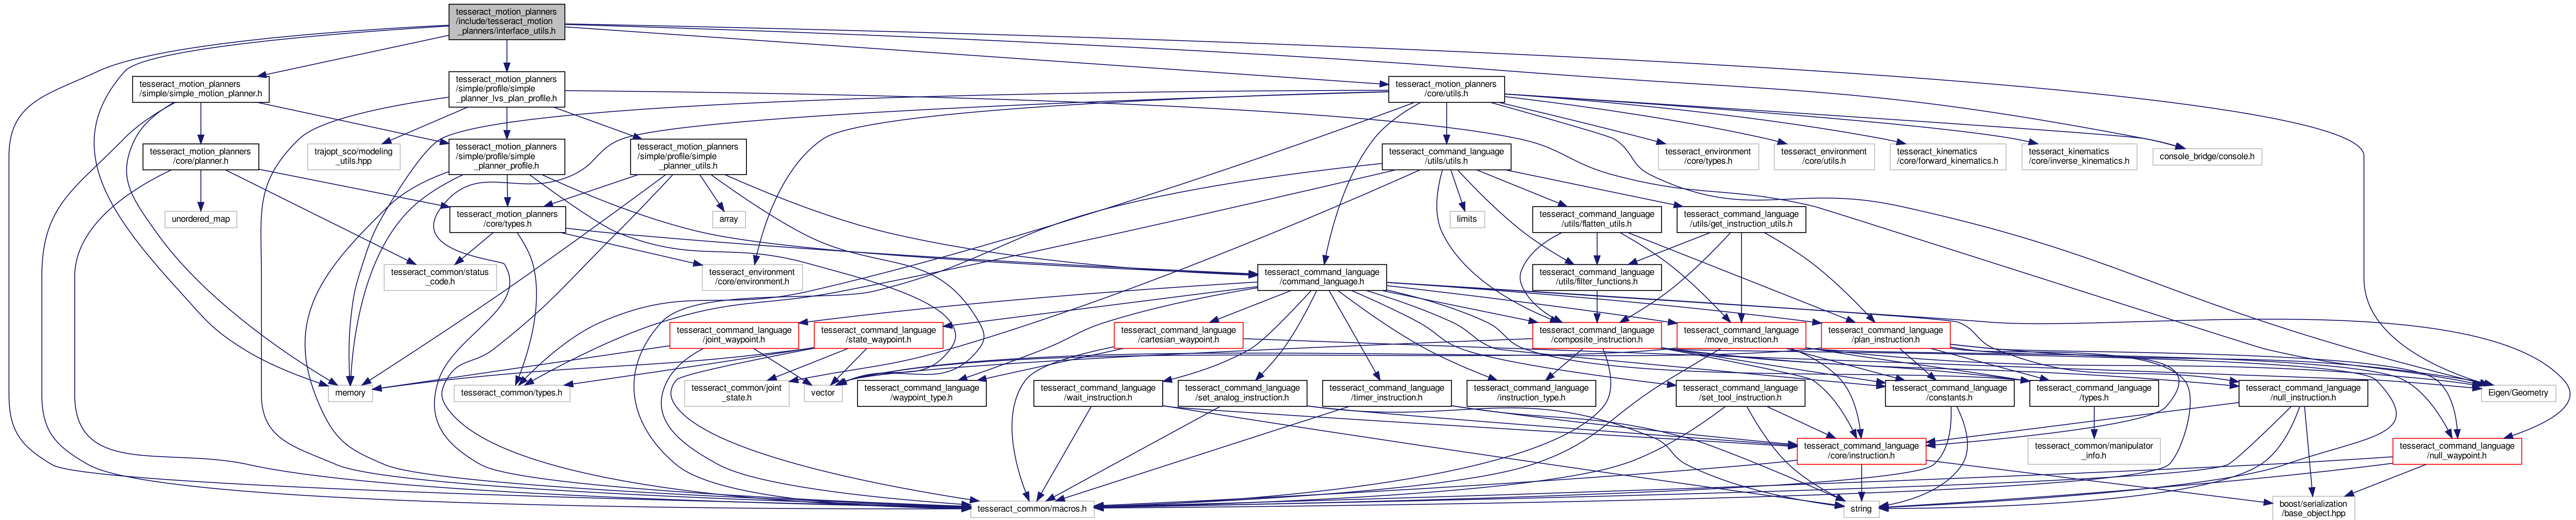 tesseract_motion_planners
/include/tesseract_motion
_planners/interface_utils.h
tesseract_motion_planners
/simple/simple_motion_planner.h
tesseract_motion_planners
/simple/profile/simple
_planner_lvs_plan_profile.h
tesseract_motion_planners
/core/utils.h
tesseract_motion_planners
/core/planner.h
trajopt_sco/modeling
_utils.hpp
tesseract_motion_planners
/simple/profile/simple
_planner_profile.h
tesseract_motion_planners
/simple/profile/simple
_planner_utils.h
tesseract_command_language
/utils/utils.h
tesseract_environment
/core/types.h
tesseract_environment
/core/utils.h
tesseract_kinematics
/core/forward_kinematics.h
tesseract_kinematics
/core/inverse_kinematics.h
console_bridge/console.h
unordered_map
tesseract_motion_planners
/core/types.h
array
limits
tesseract_command_language
/utils/flatten_utils.h
tesseract_command_language
/utils/get_instruction_utils.h
tesseract_common/status
_code.h
tesseract_environment
/core/environment.h
tesseract_command_language
/command_language.h
tesseract_command_language
/utils/filter_functions.h
tesseract_command_language
/joint_waypoint.h
tesseract_command_language
/state_waypoint.h
tesseract_command_language
/cartesian_waypoint.h
tesseract_command_language
/composite_instruction.h
tesseract_command_language
/move_instruction.h
tesseract_command_language
/plan_instruction.h
memory
tesseract_common/types.h
tesseract_common/joint
_state.h
vector
tesseract_command_language
/waypoint_type.h
tesseract_command_language
/wait_instruction.h
tesseract_command_language
/set_analog_instruction.h
tesseract_command_language
/timer_instruction.h
tesseract_command_language
/instruction_type.h
tesseract_command_language
/set_tool_instruction.h
tesseract_command_language
/constants.h
tesseract_command_language
/types.h
tesseract_command_language
/null_instruction.h
Eigen/Geometry
tesseract_command_language
/core/instruction.h
tesseract_common/manipulator
_info.h
tesseract_command_language
/null_waypoint.h
tesseract_common/macros.h
string
boost/serialization
/base_object.hpp